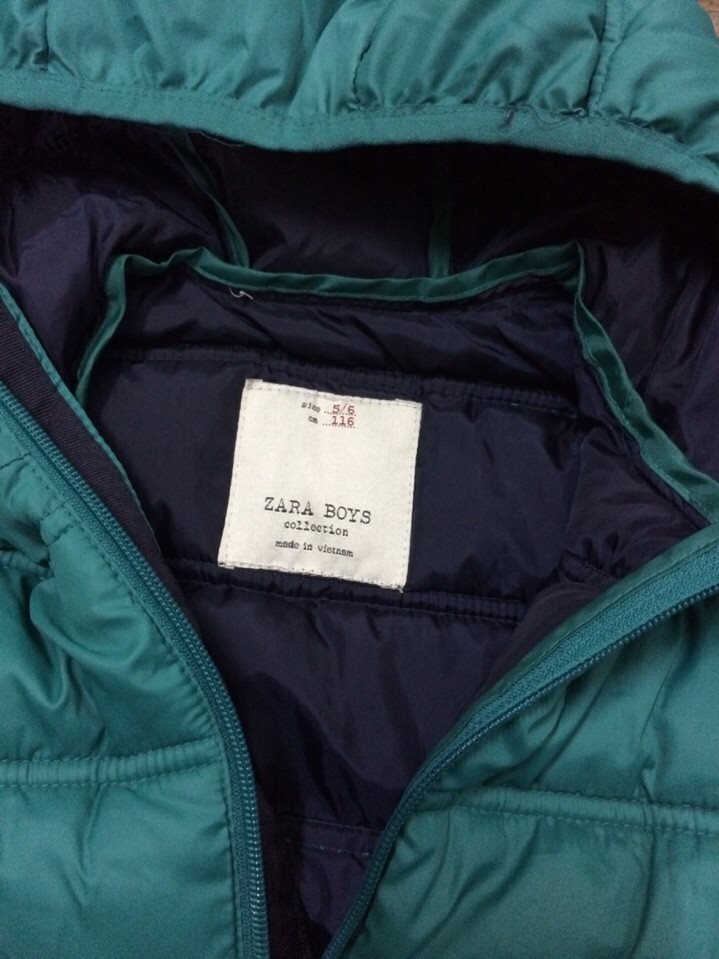 size 5/6
cm 116
ZARA BOYS
collection
made in vietnam